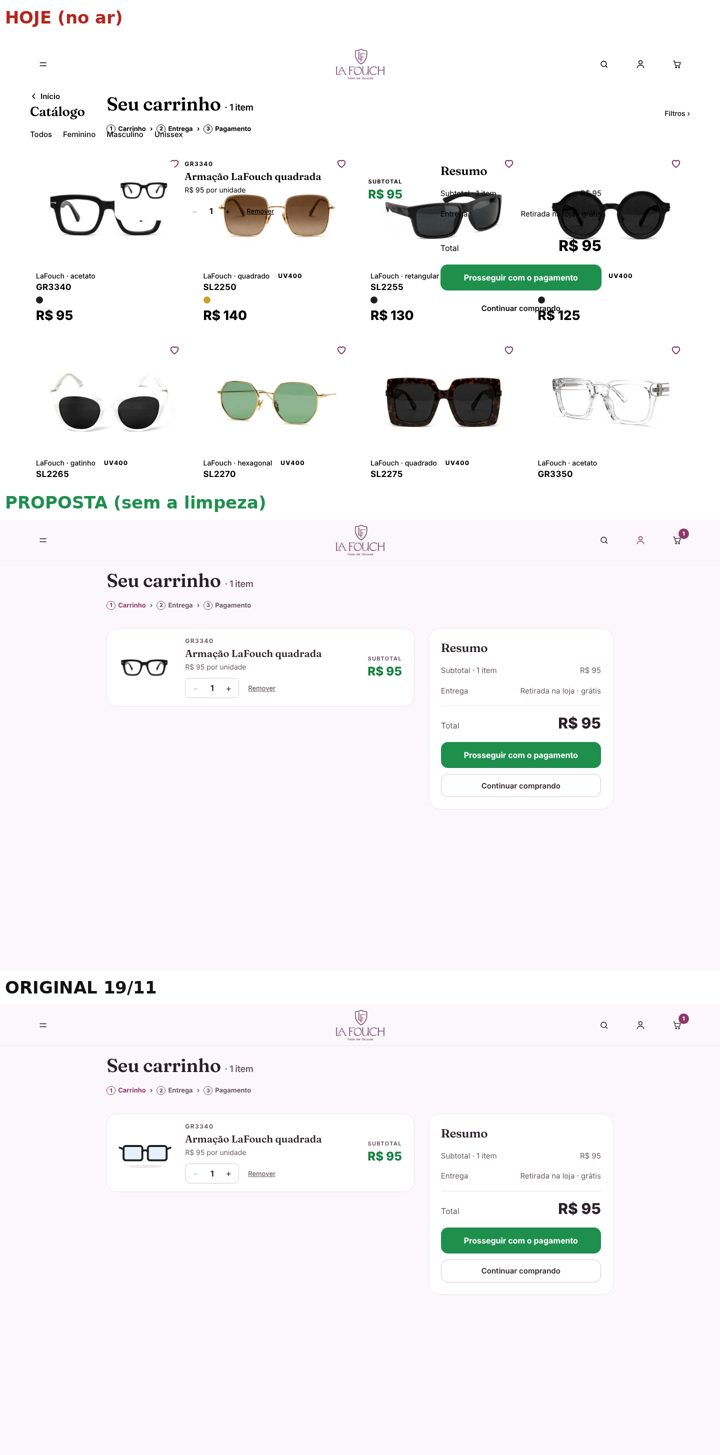 HOJE (no ar)
LA FOUCH
Início
Catálogo
Seu carrinho · 1 item
Filtros ›
1 Carrinho › 2 Entrega › 3 Pagamento
Todos Feminino Masculino Unissex
GR3340
Armação LaFouch quadrada
R$ 95 por unidade
− 1 + Remover
SUBTOTAL
R$ 95
Resumo
Subtotal · 1 item R$ 95
Entrega Retirada na loja · grátis
Total R$ 95
Prosseguir com o pagamento
Continuar comprando
LaFouch · acetato
GR3340
R$ 95
LaFouch · quadrado UV400
SL2250
R$ 140
LaFouch · retangular
SL2255
R$ 130
UV400
R$ 125
LaFouch · gatinho UV400
SL2265
LaFouch · hexagonal UV400
SL2270
LaFouch · quadrado UV400
SL2275
LaFouch · acetato
GR3350
PROPOSTA (sem a limpeza)
LA FOUCH
1
Seu carrinho · 1 item
1 Carrinho › 2 Entrega › 3 Pagamento
GR3340
Armação LaFouch quadrada
R$ 95 por unidade
− 1 + Remover
SUBTOTAL
R$ 95
Resumo
Subtotal · 1 item R$ 95
Entrega Retirada na loja · grátis
Total R$ 95
Prosseguir com o pagamento
Continuar comprando
ORIGINAL 19/11
LA FOUCH
1
Seu carrinho · 1 item
1 Carrinho › 2 Entrega › 3 Pagamento
GR3340
Armação LaFouch quadrada
R$ 95 por unidade
− 1 + Remover
SUBTOTAL
R$ 95
Resumo
Subtotal · 1 item R$ 95
Entrega Retirada na loja · grátis
Total R$ 95
Prosseguir com o pagamento
Continuar comprando